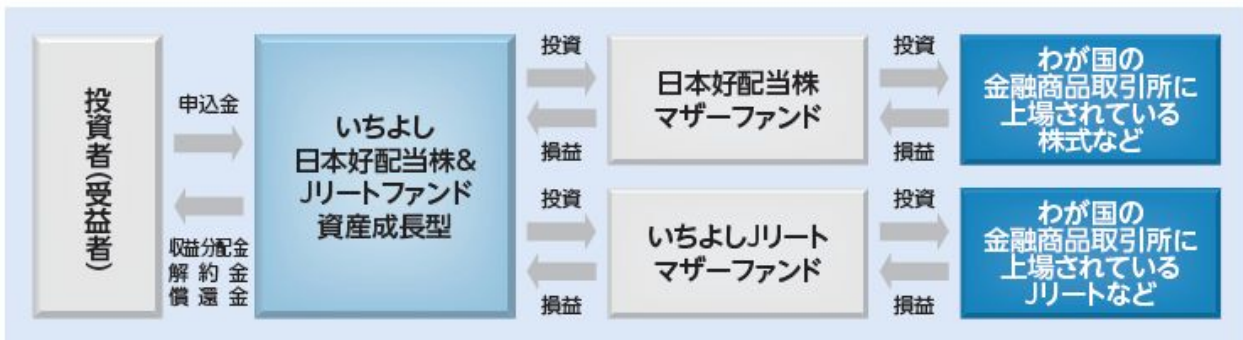 投資者(受益者)
申込金
収益分配金
解約金
償還金
いちよし
日本好配当株&
Jリートファンド
資産成長型
投資
損益
投資
損益
日本好配当株
マザーファンド
いちよしJリート
マザーファンド
投資
損益
投資
損益
わが国の
金融商品取引所に
上場されている
株式など
わが国の
金融商品取引所に
上場されている
Jリートなど